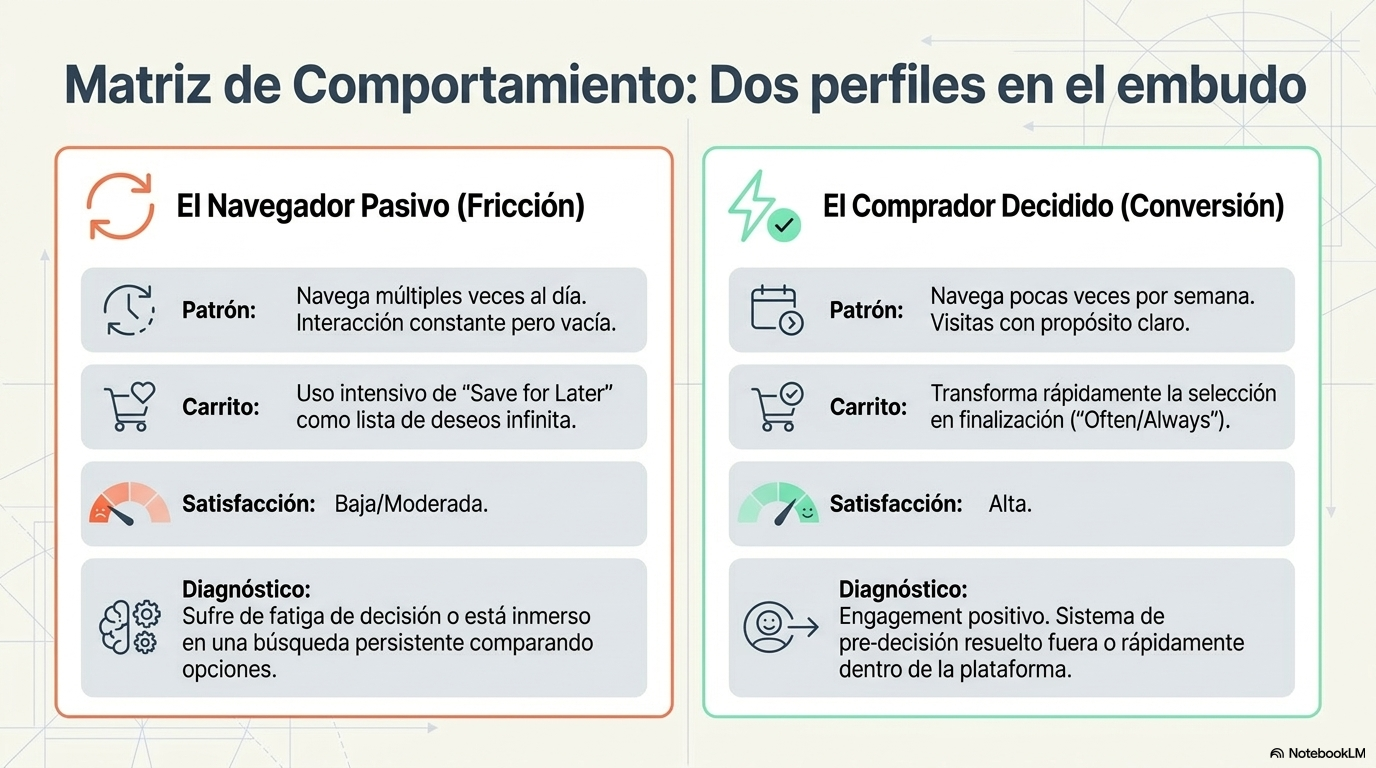 Matriz de Comportamiento: Dos perfiles en el embudo
El Navegador Pasivo (Fricción)
Patrón:
Navega múltiples veces al día.
Interacción constante pero vacía.
Carrito:
Uso intensivo de “Save for Later”
como lista de deseos infinita.
Satisfacción: Baja/Moderada.
Diagnóstico:
Sufre de fatiga de decisión o está inmerso
en una búsqueda persistente comparando
opciones.
El Comprador Decidido (Conversión)
Patrón:
Navega pocas veces por semana.
Visitas con propósito claro.
Carrito:
Transforma rápidamente la selección
en finalización (“Often/Always”).
Satisfacción: Alta.
Diagnóstico:
Engagement positivo. Sistema de
pre-decisión resuelto fuera o rápidamente
dentro de la plataforma.
NotebookLM